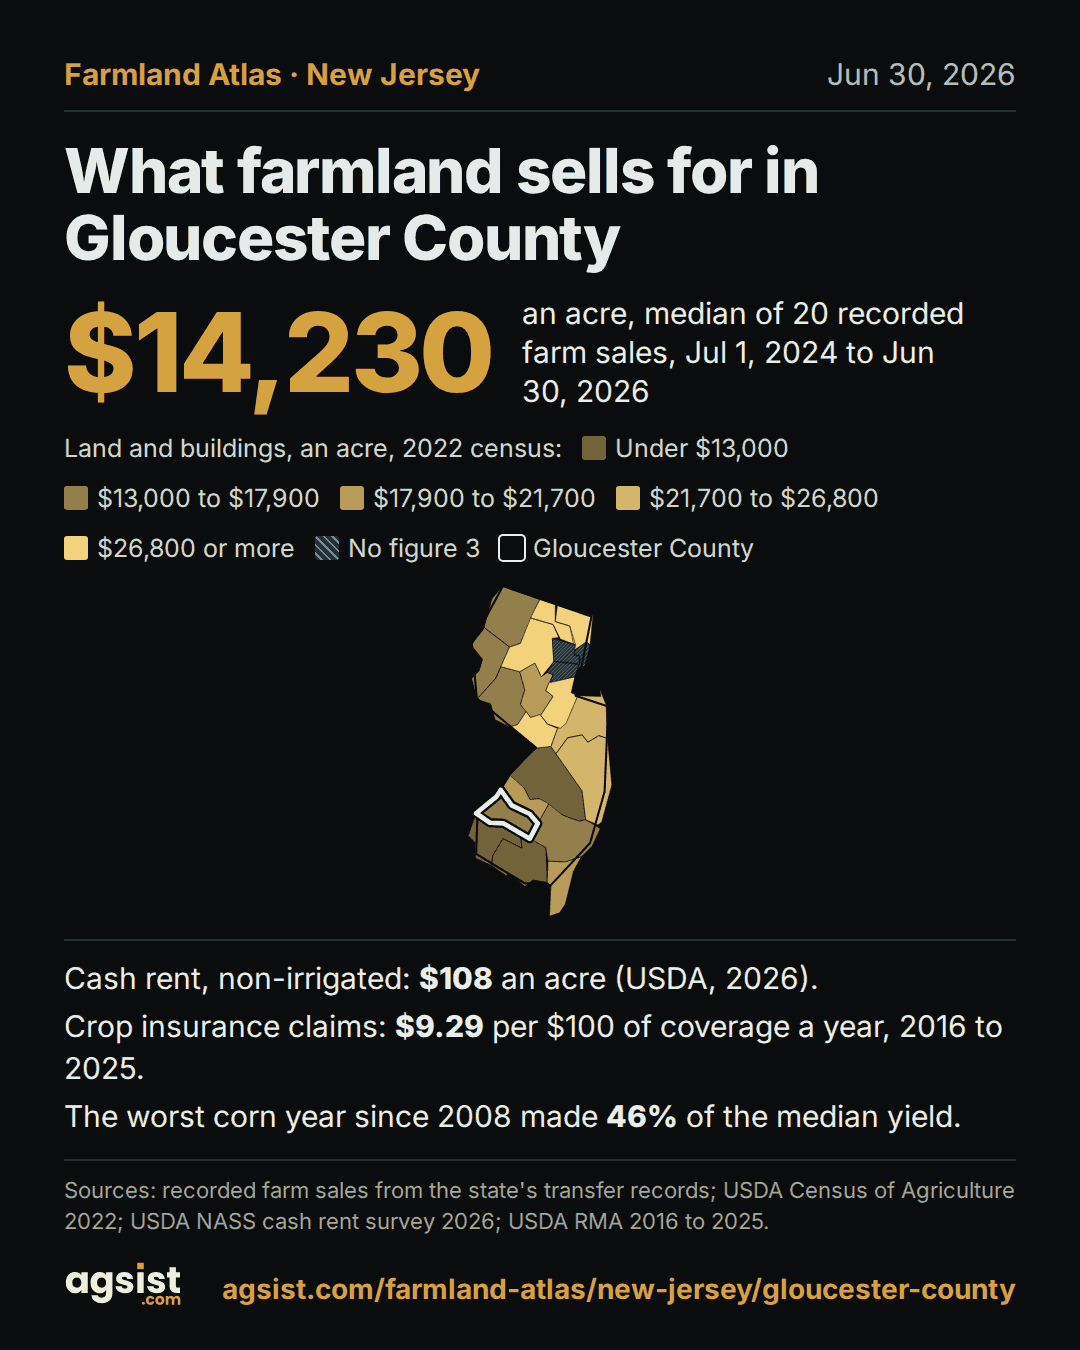 Farmland Atlas · New Jersey
Jun 30, 2026
What farmland sells for in
Gloucester County
$14,230
an acre, median of 20 recorded
farm sales, Jul 1, 2024 to Jun
30, 2026
Land and buildings, an acre, 2022 census: Under $13,000
$13,000 to $17,900 $17,900 to $21,700 $21,700 to $26,800
$26,800 or more No figure 3 Gloucester County
Cash rent, non-irrigated: $108 an acre (USDA, 2026).
Crop insurance claims: $9.29 per $100 of coverage a year, 2016 to
2025.
The worst corn year since 2008 made 46% of the median yield.
Sources: recorded farm sales from the state's transfer records; USDA Census of Agriculture
2022; USDA NASS cash rent survey 2026; USDA RMA 2016 to 2025.
agsist
.com
agsist.com/farmland-atlas/new-jersey/gloucester-county